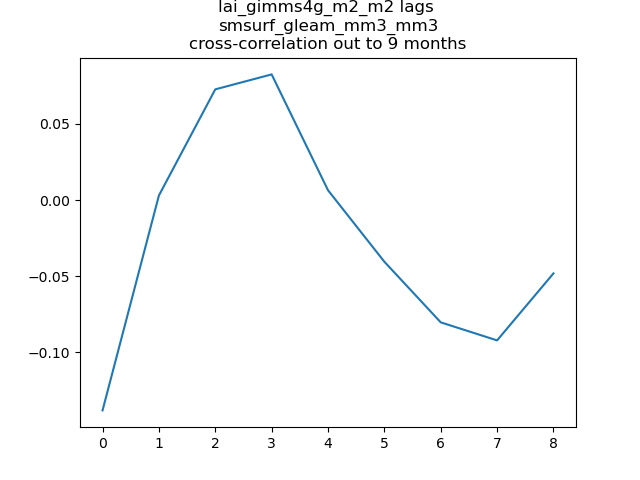 lai_gimms4g_m2_m2 lags
smsurf_gleam_mm3_mm3
cross-correlation out to 9 months
0.05
0.00
−0.05
−0.10
0 1 2 3 4 5 6 7 8